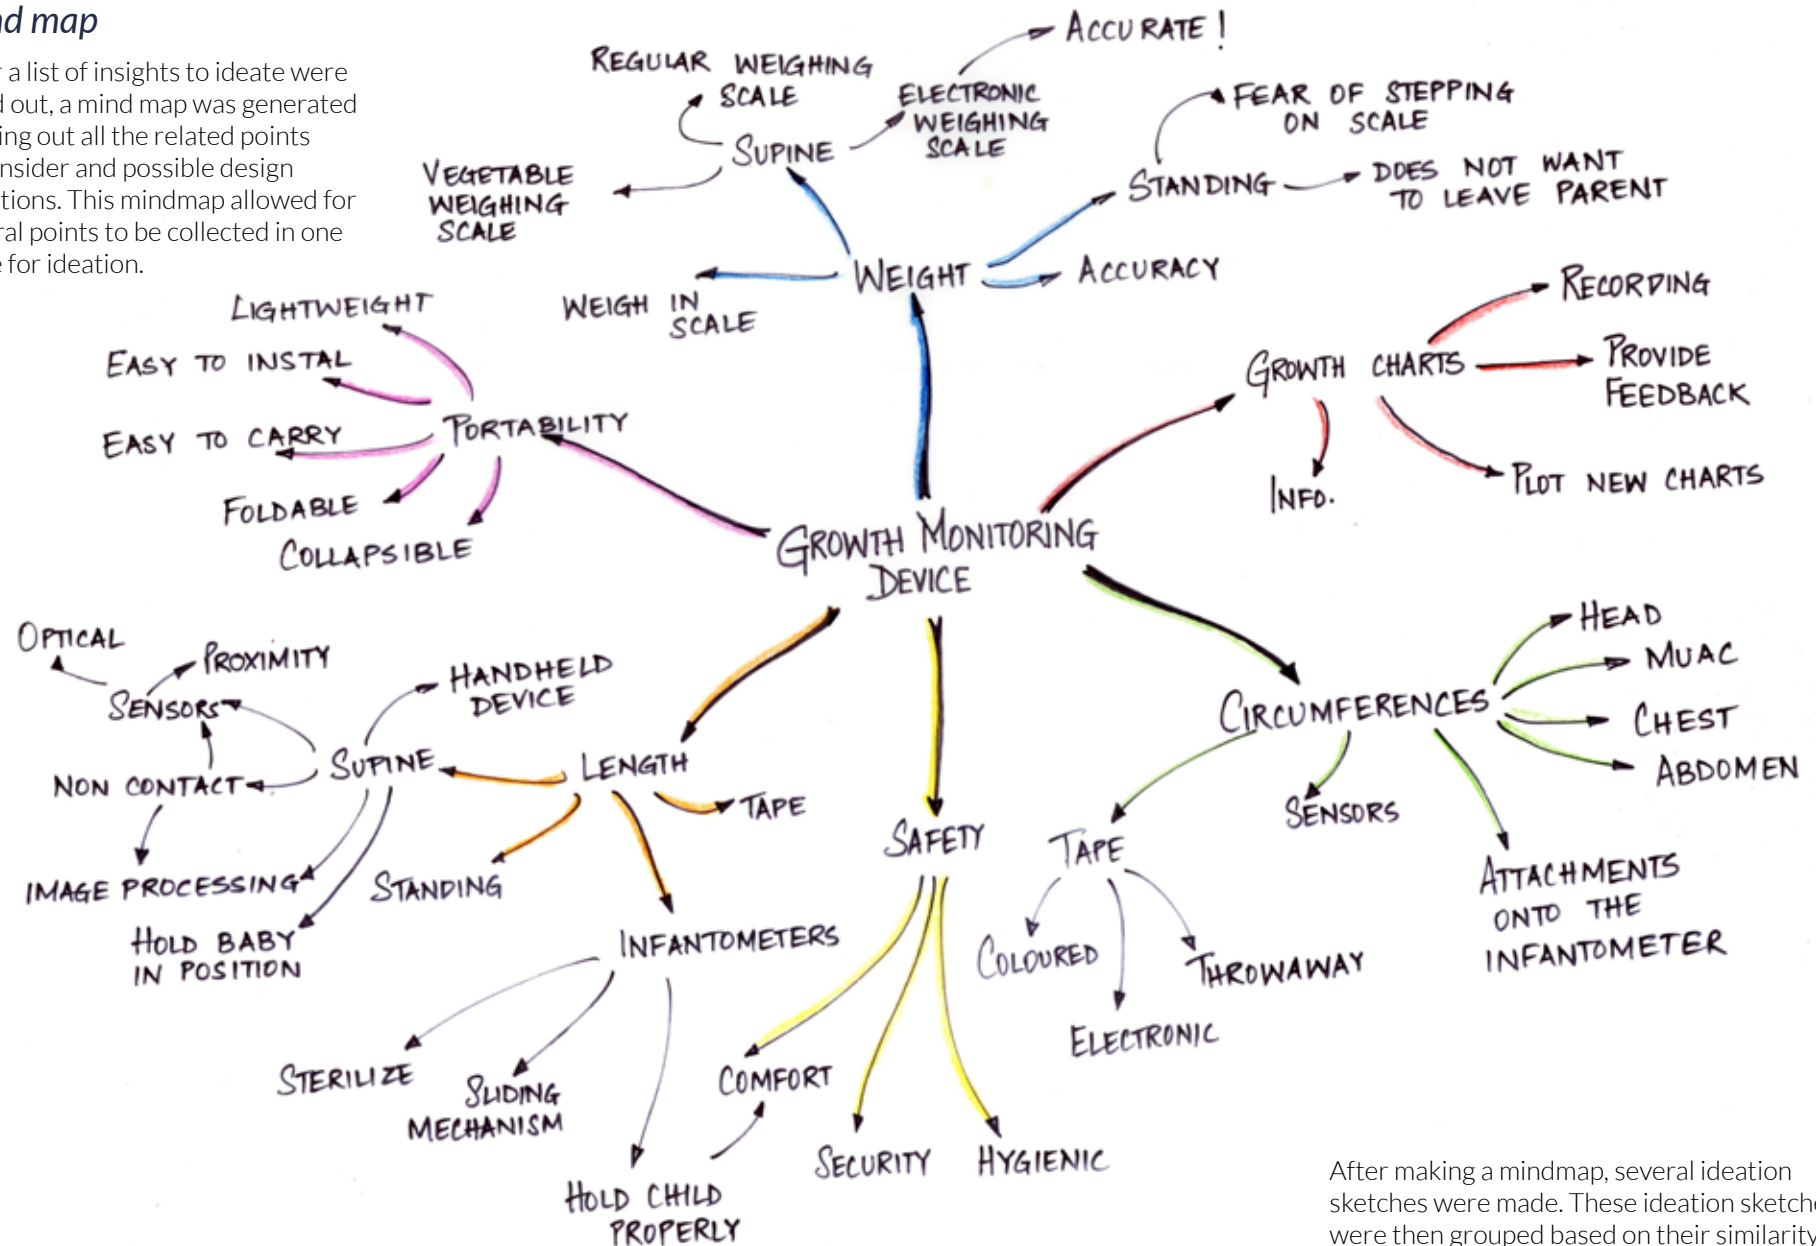 nd map
r a list of insights to ideate were
d out, a mind map was generated
ing out all the related points
nsider and possible design
tions. This mindmap allowed for
ral points to be collected in one
e for ideation.
ACCURATE!
REGULAR WEIGHING
SCALE
ELECTRONIC
WEIGHING
SCALE
SUPINE
VEGETABLE
WEIGHING
SCALE
FEAR OF STEPPING
ON SCALE
STANDING
DOES NOT WANT
TO LEAVE PARENT
WEIGHT
ACCURACY
WEIGH IN
SCALE
LIGHTWEIGHT
EASY TO INSTAL
EASY TO CARRY
PORTABILITY
FOLDABLE
COLLAPSIBLE
RECORDING
GROWTH CHARTS
PROVIDE
FEEDBACK
INFO.
PLOT NEW CHARTS
GROWTH MONITORING
DEVICE
OPTICAL
PROXIMITY
SENSORS
HANDHELD
DEVICE
SUPINE
NON CONTACT
IMAGE PROCESSING
HOLD BABY
IN POSITION
LENGTH
TAPE
STANDING
INFANTOMETERS
STERILIZE
SLIDING
MECHANISM
HOLD CHILD
PROPERLY
SAFETY
COMFORT
SECURITY
HYGIENIC
CIRCUMFERENCES
HEAD
MUAC
CHEST
ABDOMEN
SENSORS
TAPE
COLOURED
ELECTRONIC
THROWAWAY
ATTACHMENTS
ONTO THE
INFANTOMETER
After making a mindmap, several ideation
sketches were made. These ideation sketch
were then grouped based on their similarity